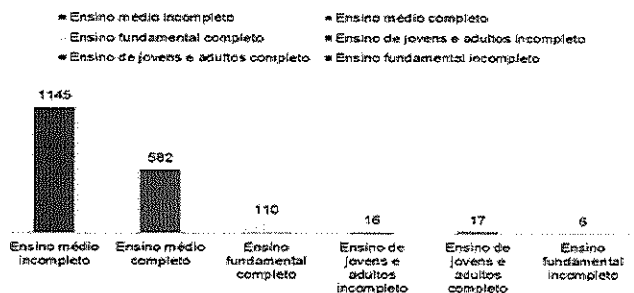 Ensino médio incompleto
Ensino médio completo
Ensino fundamental completo
Ensino de jovens e adultos incompleto
Ensino de jovens e adultos completo
Ensino fundamental incompleto
1145
582
110
16
17
6
Ensino médio
incompleto
Ensino médio
completo
Ensino
fundamental
completo
Ensino de
jovens e
adultos
incompleto
Ensino de
jovens e
adultos
completo
Ensino
fundamental
incompleto